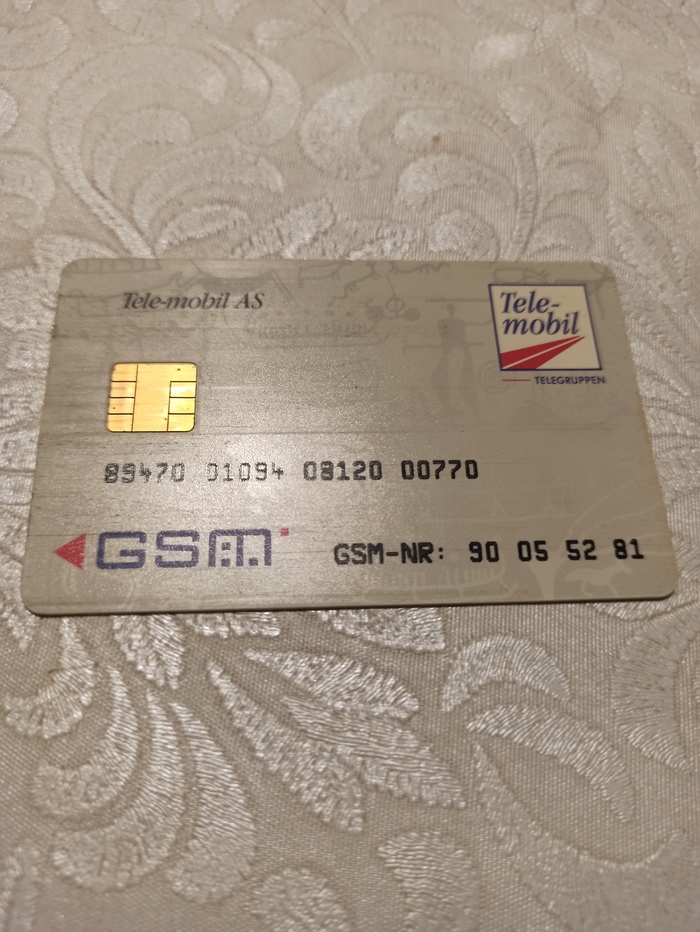 Tele-mobil AS
Tele-
mobil
TELEGRUPPEN
89470 01094 08120 00770
GSM
GSM-NR: 90 05 52 81